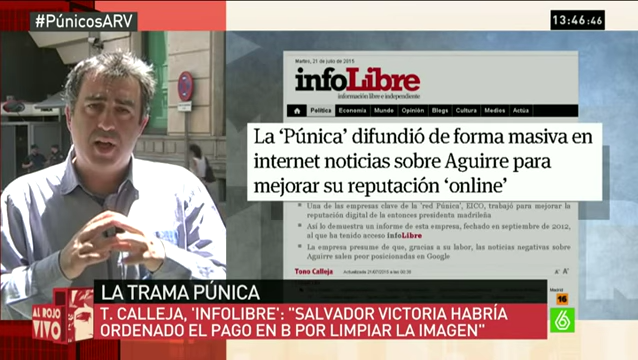 #PúnicosARV
13:46:46
Martes, 21 de julio de 2015
infoLibre
información libre e independiente
Política Economía Mundo Opinión Blogs Cultura Medios Actúa
La ‘Púnica’ difundió de forma masiva en
internet noticias sobre Aguirre para
mejorar su reputación ‘online’
Una de las empresas clave de la 'red Púnica', EICO, trabajó para mejorar la
reputación digital de la entonces presidenta madrileña
Así lo demuestra un informe de esta empresa, fechado en septiembre de 2012,
al que ha tenido acceso infoLibre
La empresa presume de que, gracias a su labor, las noticias negativas sobre
Aguirre salen peor posicionadas en Google
Tono Calleja
A A
16
6
AL ROJO
VIVO
LA TRAMA PÚNICA
T. CALLEJA, 'INFOLIBRE': "SALVADOR VICTORIA HABRÍA
ORDENADO EL PAGO EN B POR LIMPIAR LA IMAGEN"